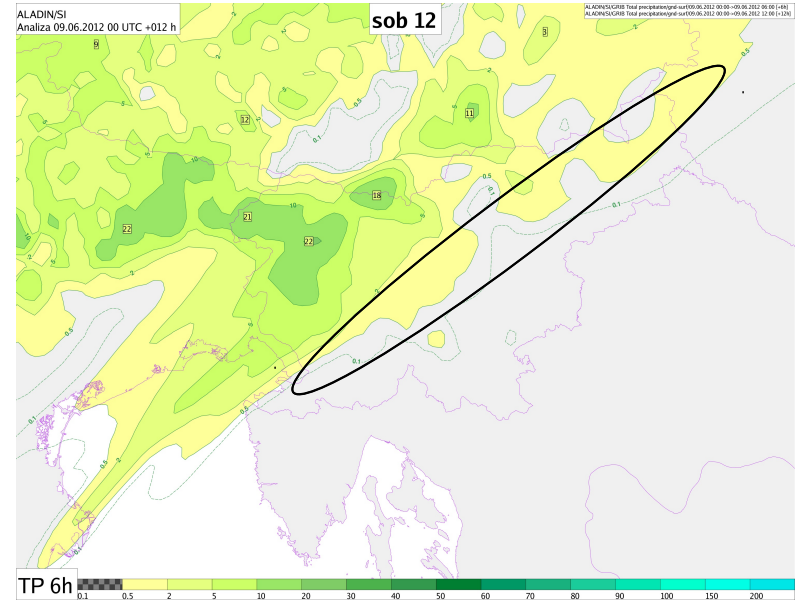 ALADIN/SI
Analiza 09.06.2012 00 UTC +012 h
sob 12
ALADIN/SI/GRIB Total precipitation/gnd-surf/09.06.2012 00:00->09.06.2012 06:00 (+6h)
ALADIN/SI/GRIB Total precipitation/gnd-surf/09.06.2012 00:00->09.06.2012 12:00 (+12h)
9
3
12
11
18
21
22
22
TP 6h
0.1 0.5 2 5 10 20 30 40 50 60 70 80 90 100 150 200